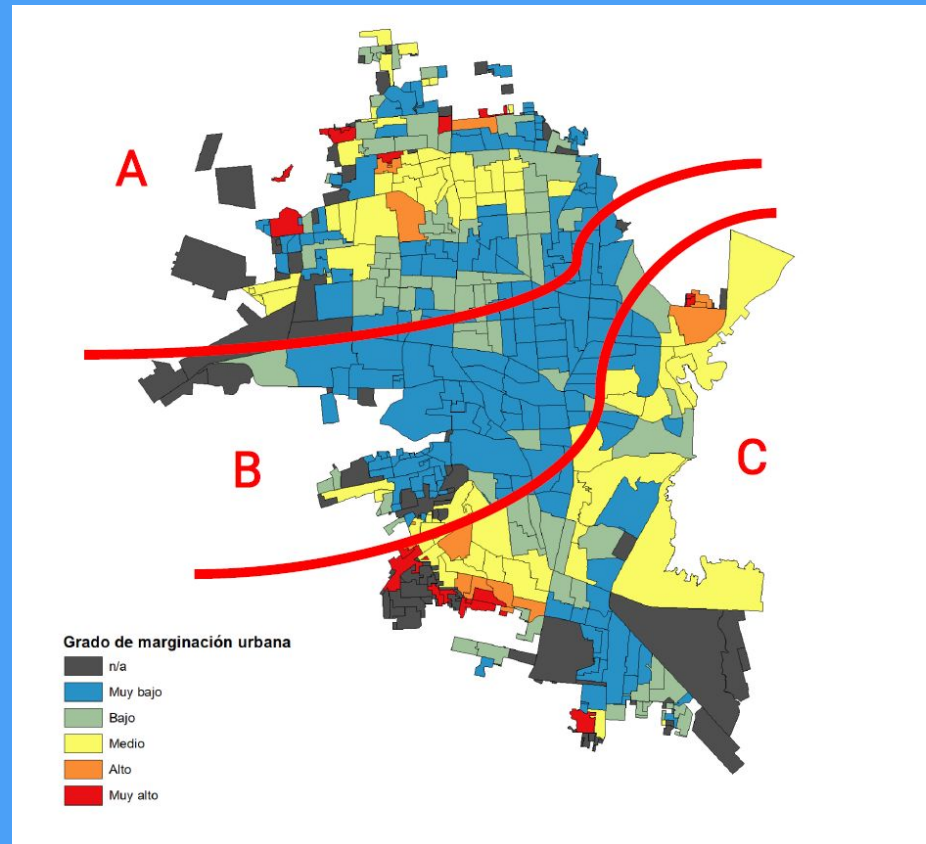 A
B
C
Grado de marginación urbana
n/a
Muy bajo
Bajo
Medio
Alto
Muy alto